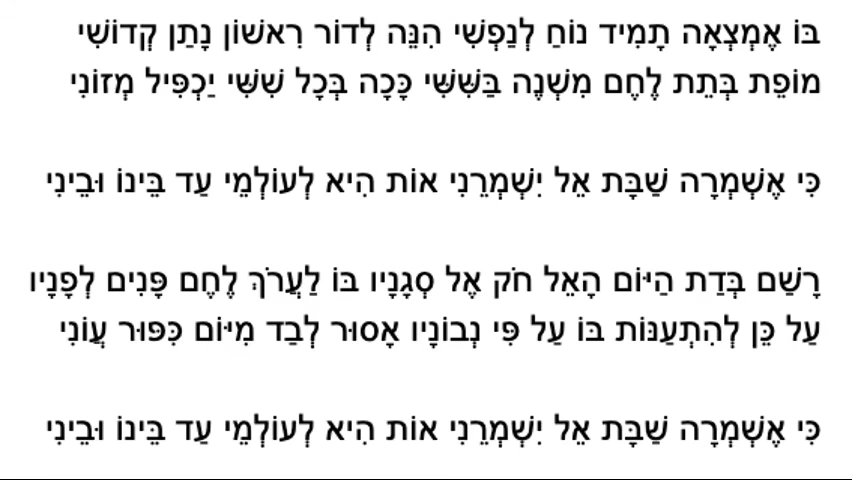 בּוֹ אֶמְצְאָה תָמִיד נוֹחַ לְנַפְשִׁי הִנֵּה לְדוֹר רִאשׁוֹן נָתַן קְדוֹשִׁי
מוֹפֵת בְּתֵת לֶחֶם מִשְׁנֶה בַּשִּׁשִּׁי כָּכָה בְּכָל שִׁשִּׁי יַכְפִּיל מְזוֹנִי
כִּי אֶשְׁמְרָה שַׁבָּת אֵל יִשְׁמְרֵנִי אוֹת הִיא לְעוֹלְמֵי עַד בֵּינוֹ וּבֵינִי
רָשַׁם בְּדַת הַיּוֹם הָאֵל חֹק אֶל סְגָנָיו בּוֹ לַעֲרֹךְ לֶחֶם פָּנִים לְפָנָיו
עַל כֵּן לְהִתְעַנּוֹת בּוֹ עַל פִּי נְבוֹנָיו אָסוּר לְבַד מִיּוֹם כִּפּוּר עֲוֹנִי
כִּי אֶשְׁמְרָה שַׁבָּת אֵל יִשְׁמְרֵנִי אוֹת הִיא לְעוֹלְמֵי עַד בֵּינוֹ וּבֵינִי